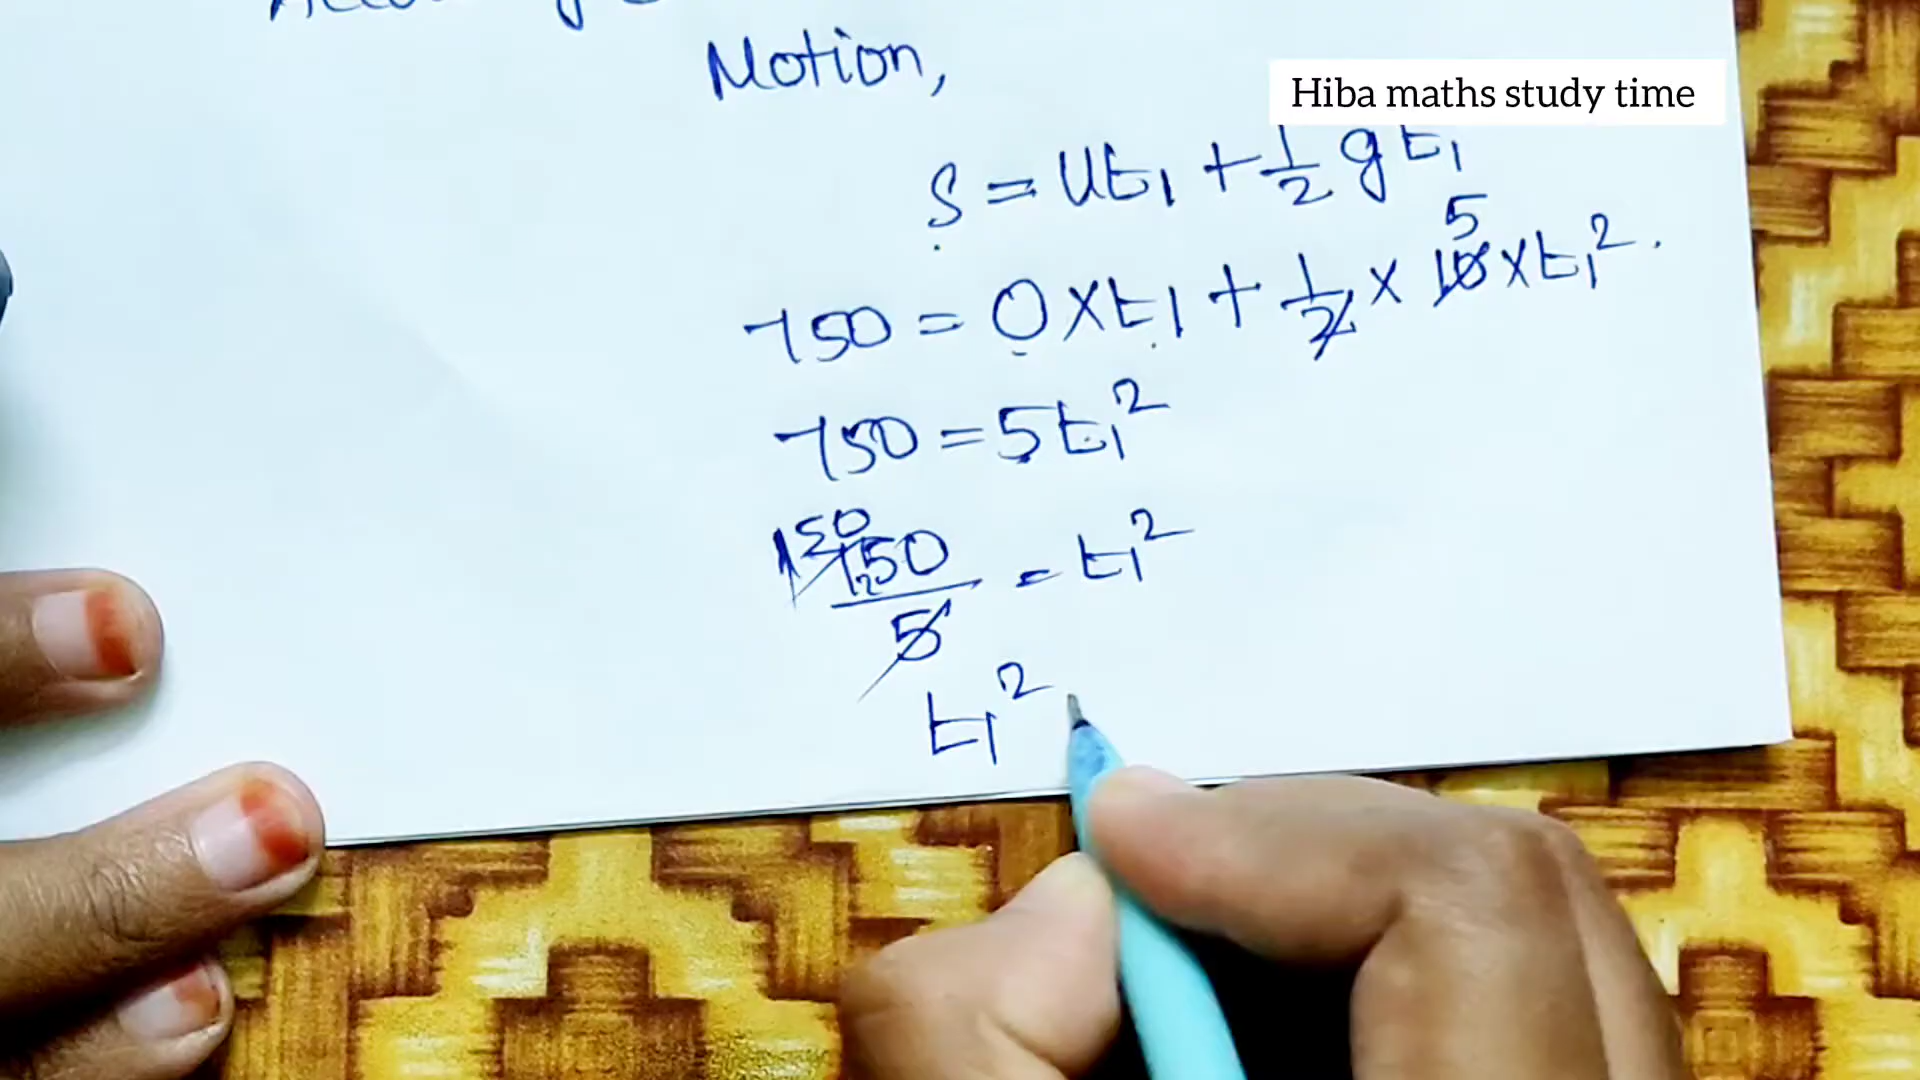 Motion,
Hiba maths study time
S = ut₁ + 1/2 g t₁
750 = 0 × t₁ + 1/2 × 10 5 × t₁².
750 = 5t₁²
150
750/5 = t₁²
t₁²